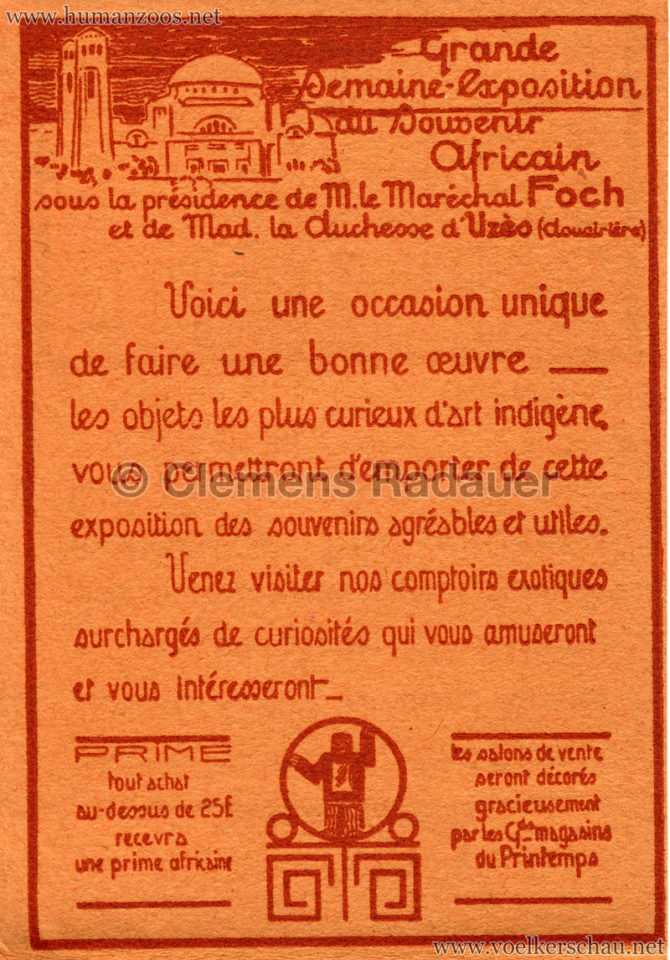 www.humanzoos.net
Grande
Semaine-Exposition
du Souvenir
Africain
sous la présidence de M. le Maréchal Foch
et de Mad. la duchesse d'Uzès (douairière)
Voici une occasion unique
de faire une bonne œuvre —
les objets les plus curieux d'art indigène,
vous permettront d'emporter de cette
© Clemens Radauer
exposition des souvenirs agréables et utiles.
Venez visiter nos comptoirs exotiques
surchargés de curiosités qui vous amuseront
et vous intéresseront_
PRIME
tout achat
au-dessus de 25f.
recevra
une prime africaine
les salons de vente
seront décorés
gracieusement
par les Gds magasins
du Printemps
www.voelkerschau.net